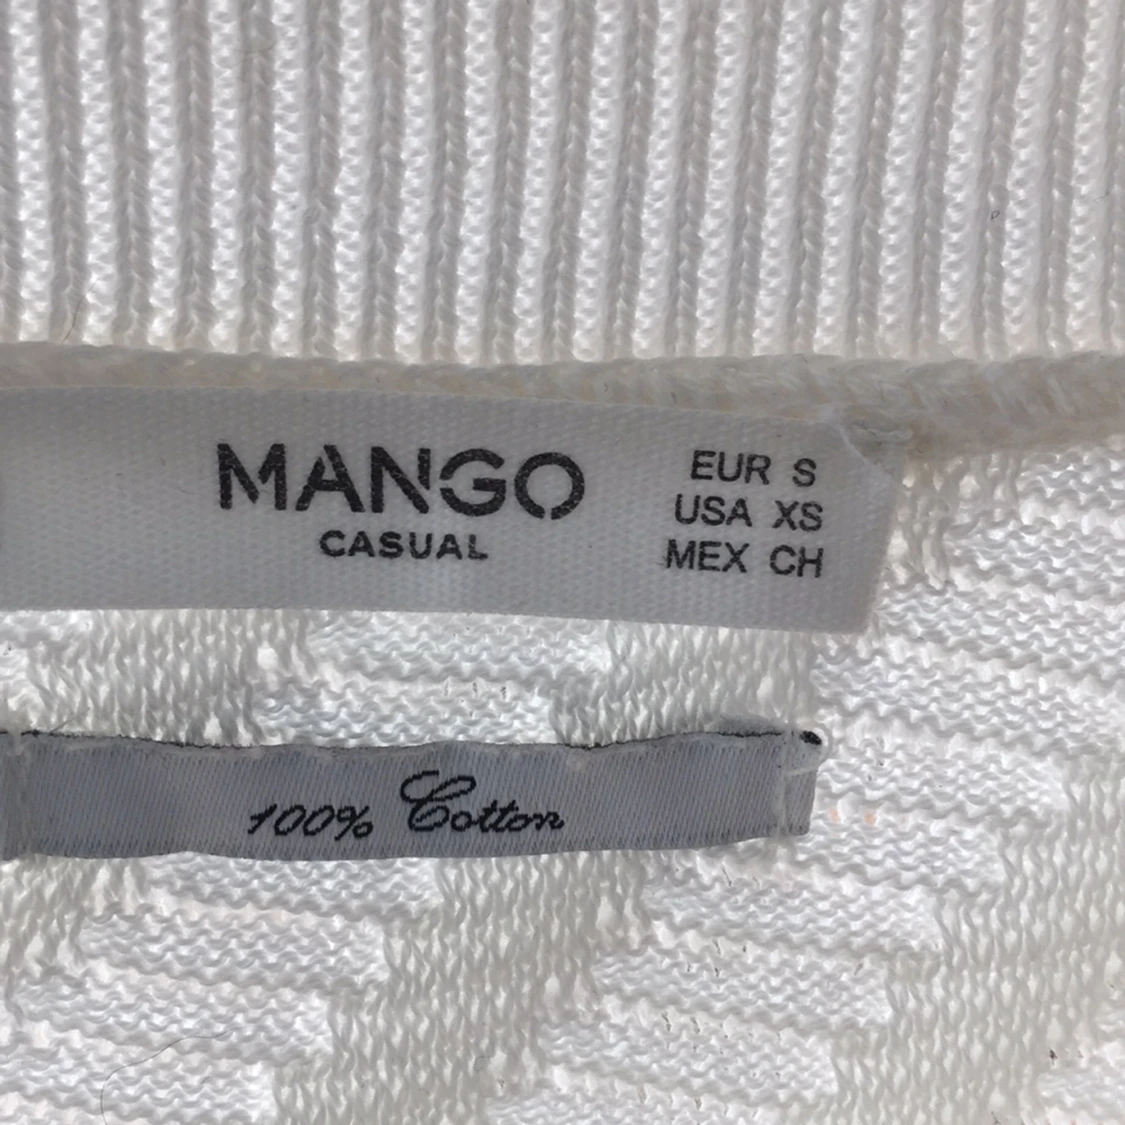 MANGO
CASUAL
EUR S
USA XS
MEX CH
100% Cotton